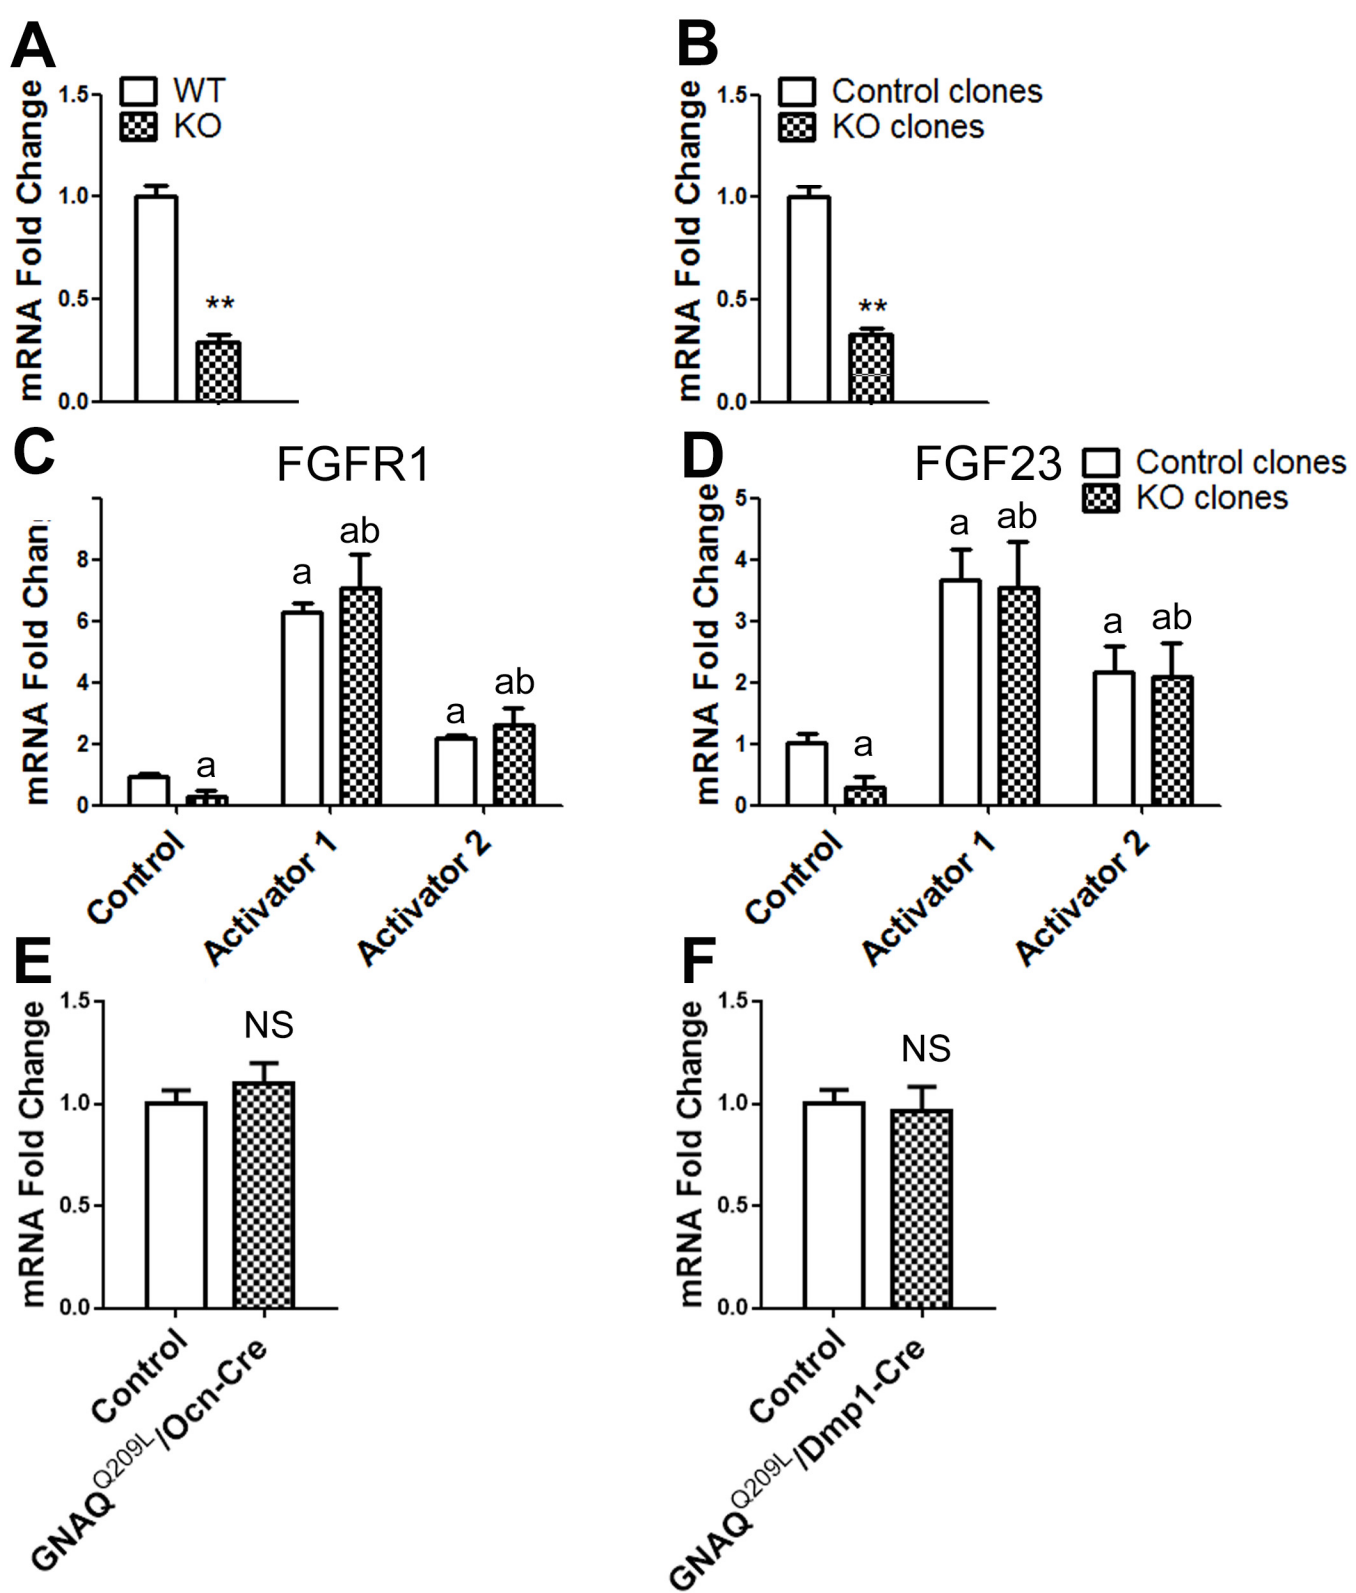 A
mRNA Fold Change
1.5
1.0
0.5
0.0
WT
KO
**
B
mRNA Fold Change
1.5
1.0
0.5
0.0
Control clones
KO clones
**
C
FGFR1
mRNA Fold Chan
8
6
4
2
0
a
a
ab
a
ab
Control
Activator 1
Activator 2
D
FGF23
Control clones
KO clones
mRNA Fold Change
5
4
3
2
1
0
a
a
ab
a
ab
Control
Activator 1
Activator 2
E
mRNA Fold Change
1.5
1.0
0.5
0.0
NS
Control
GNAQQ209L/Ocn-Cre
F
mRNA Fold Change
1.5
1.0
0.5
0.0
NS
Control
GNAQQ209L/Dmp1-Cre